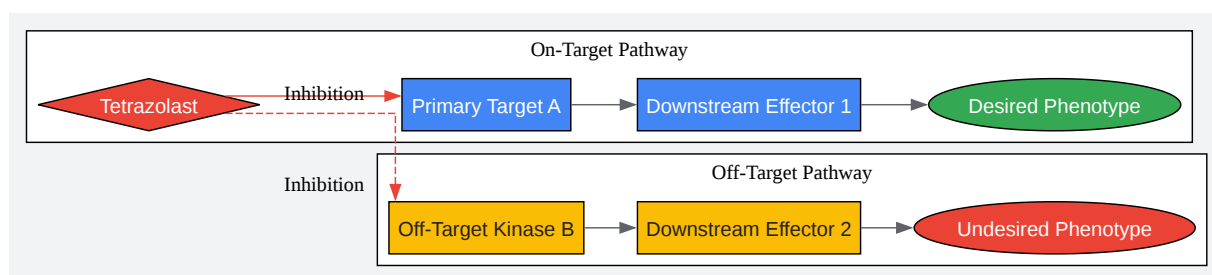 On-Target Pathway
Tetrazolast
Inhibition
Primary Target A
Downstream Effector 1
Desired Phenotype
Off-Target Pathway
Inhibition
Off-Target Kinase B
Downstream Effector 2
Undesired Phenotype